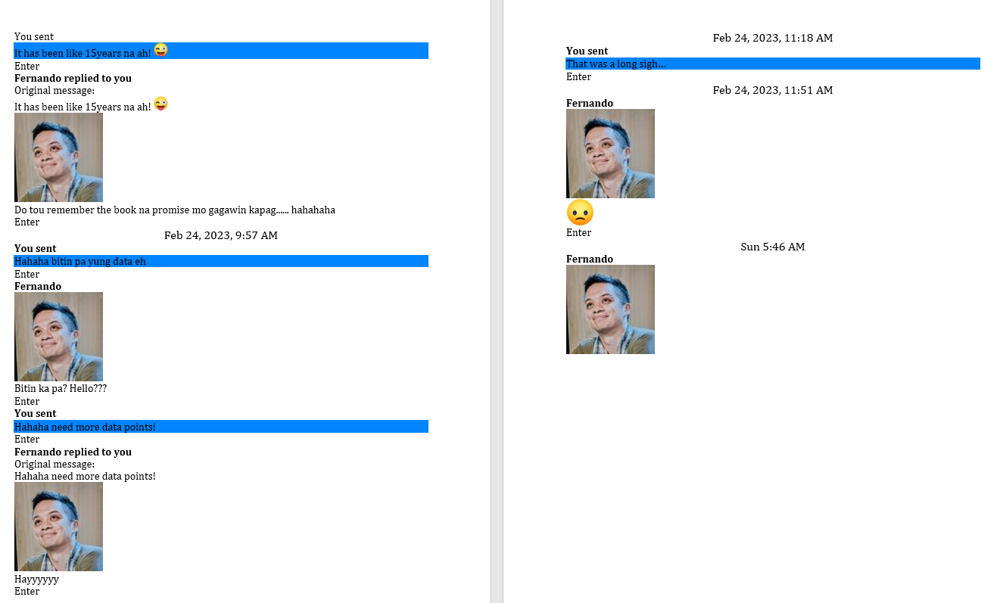 You sent
It has been like 15years na ah! 😜
Enter
Fernando replied to you
Original message:
It has been like 15years na ah! 😜
Do tou remember the book na promise mo gagawin kapag...... hahahaha
Enter
Feb 24, 2023, 9:57 AM
You sent
Hahaha bitin pa yung data eh
Enter
Fernando
Bitin ka pa? Hello???
Enter
You sent
Hahaha need more data points!
Enter
Fernando replied to you
Original message:
Hahaha need more data points!
Hayyyyyy
Enter
Feb 24, 2023, 11:18 AM
You sent
That was a long sigh...
Enter
Feb 24, 2023, 11:51 AM
Fernando
🙁
Enter
Sun 5:46 AM
Fernando